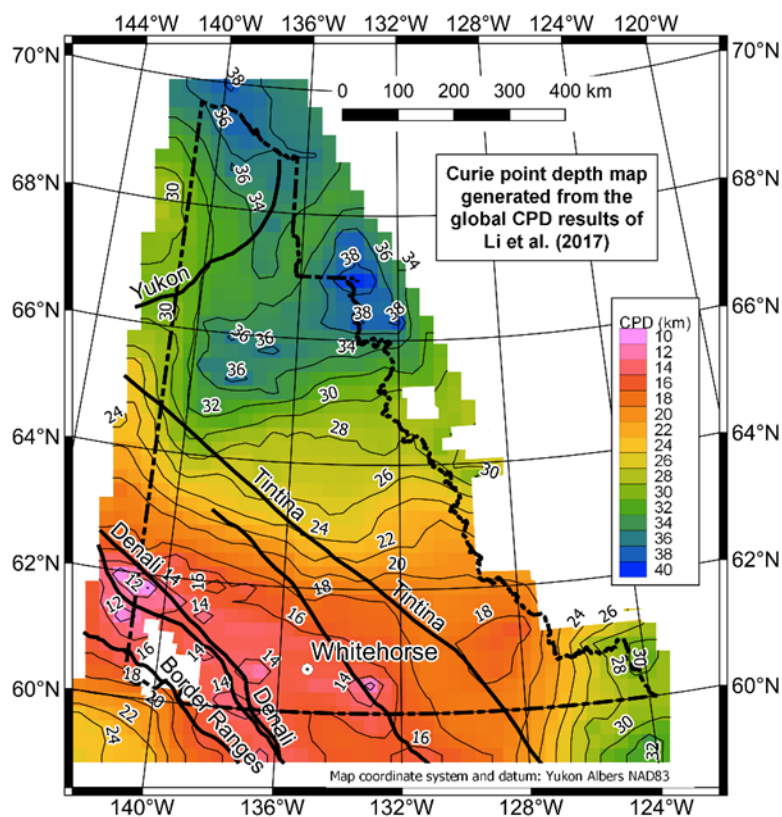 144°W 140°W 136°W 132°W 128°W 124°W 120°W
70°N 70°N
0 200 400 km
Curie point depth map
generated from the
global CPD results of
Li et al. (2017)
38
36
36
34
30
68°N 68°N
38 36 34
Yukon
30
38 38
66°N 66°N
36 36
36
34
32
30
28
26
24
30
CPD (km)
10
12
14
16
18
20
22
24
26
28
30
32
34
36
38
40
64°N 64°N
Tintina
24
22
20
18
Denali
14
16
12
12
14
62°N 62°N
16
Tintina
18
24
26
28
30
Whitehorse
14
14
14
14
16
18
20
Border Ranges
Denali
60°N 60°N
22
24
16
30
32
Map coordinate system and datum: Yukon Albers NAD83
140°W 136°W 132°W 128°W 124°W